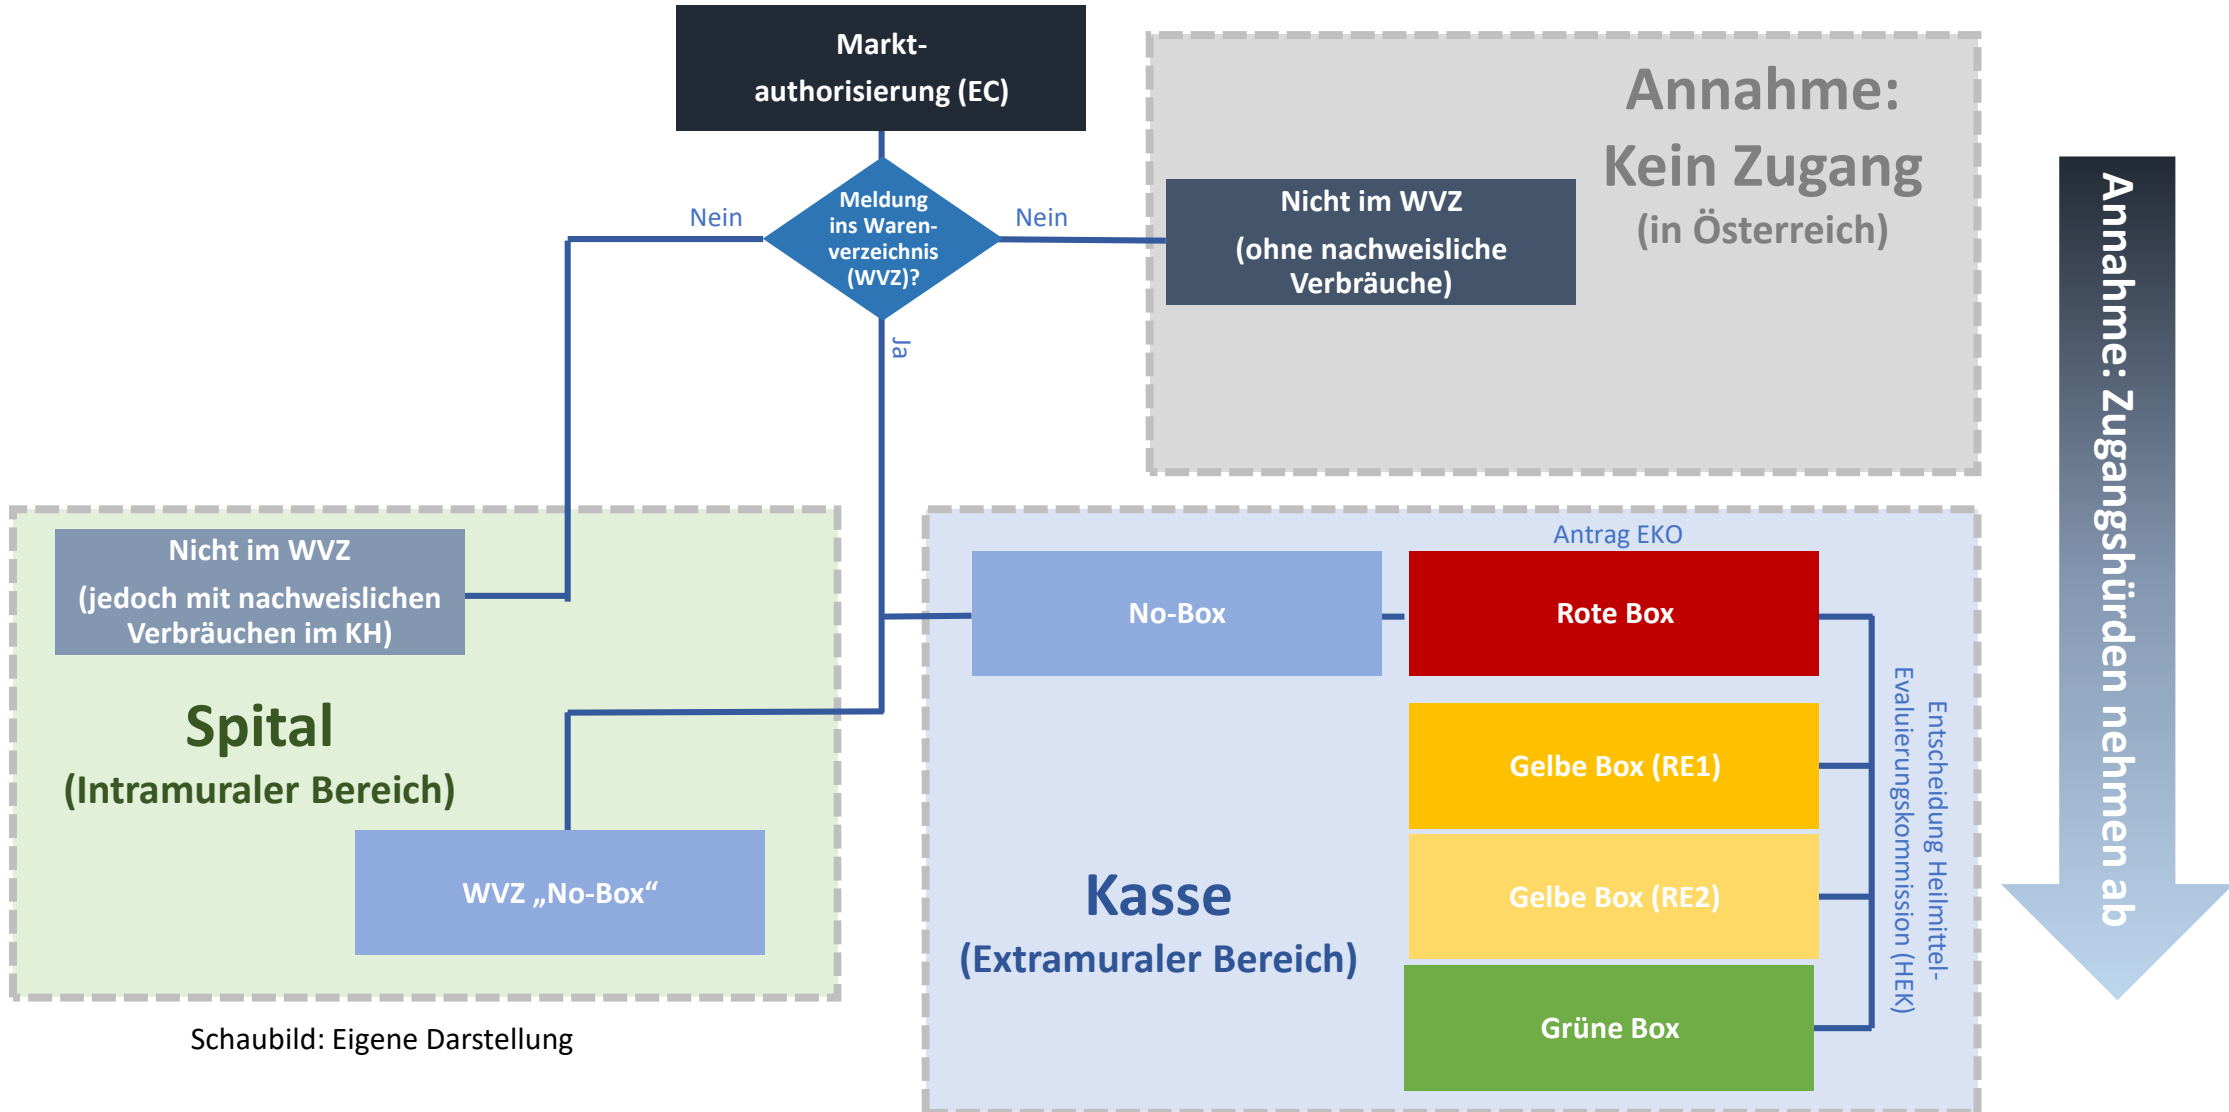 Markt-
authorisierung (EC)
Annahme:
Kein Zugang
(in Österreich)
Nein
Meldung
ins Waren-
verzeichnis
(WVZ)?
Nein
Nicht im WVZ
(ohne nachweisliche
Verbräuche)
Ja
Annahme: Zugangshürden nehmen ab
Nicht im WVZ
(jedoch mit nachweislichen
Verbräuchen im KH)
Spital
(Intramuraler Bereich)
WVZ „No-Box“
Antrag EKO
No-Box
Rote Box
Gelbe Box (RE1)
Gelbe Box (RE2)
Grüne Box
Kasse
(Extramuraler Bereich)
Entscheidung Heilmittel-
Evaluierungskommission (HEK)
Schaubild: Eigene Darstellung